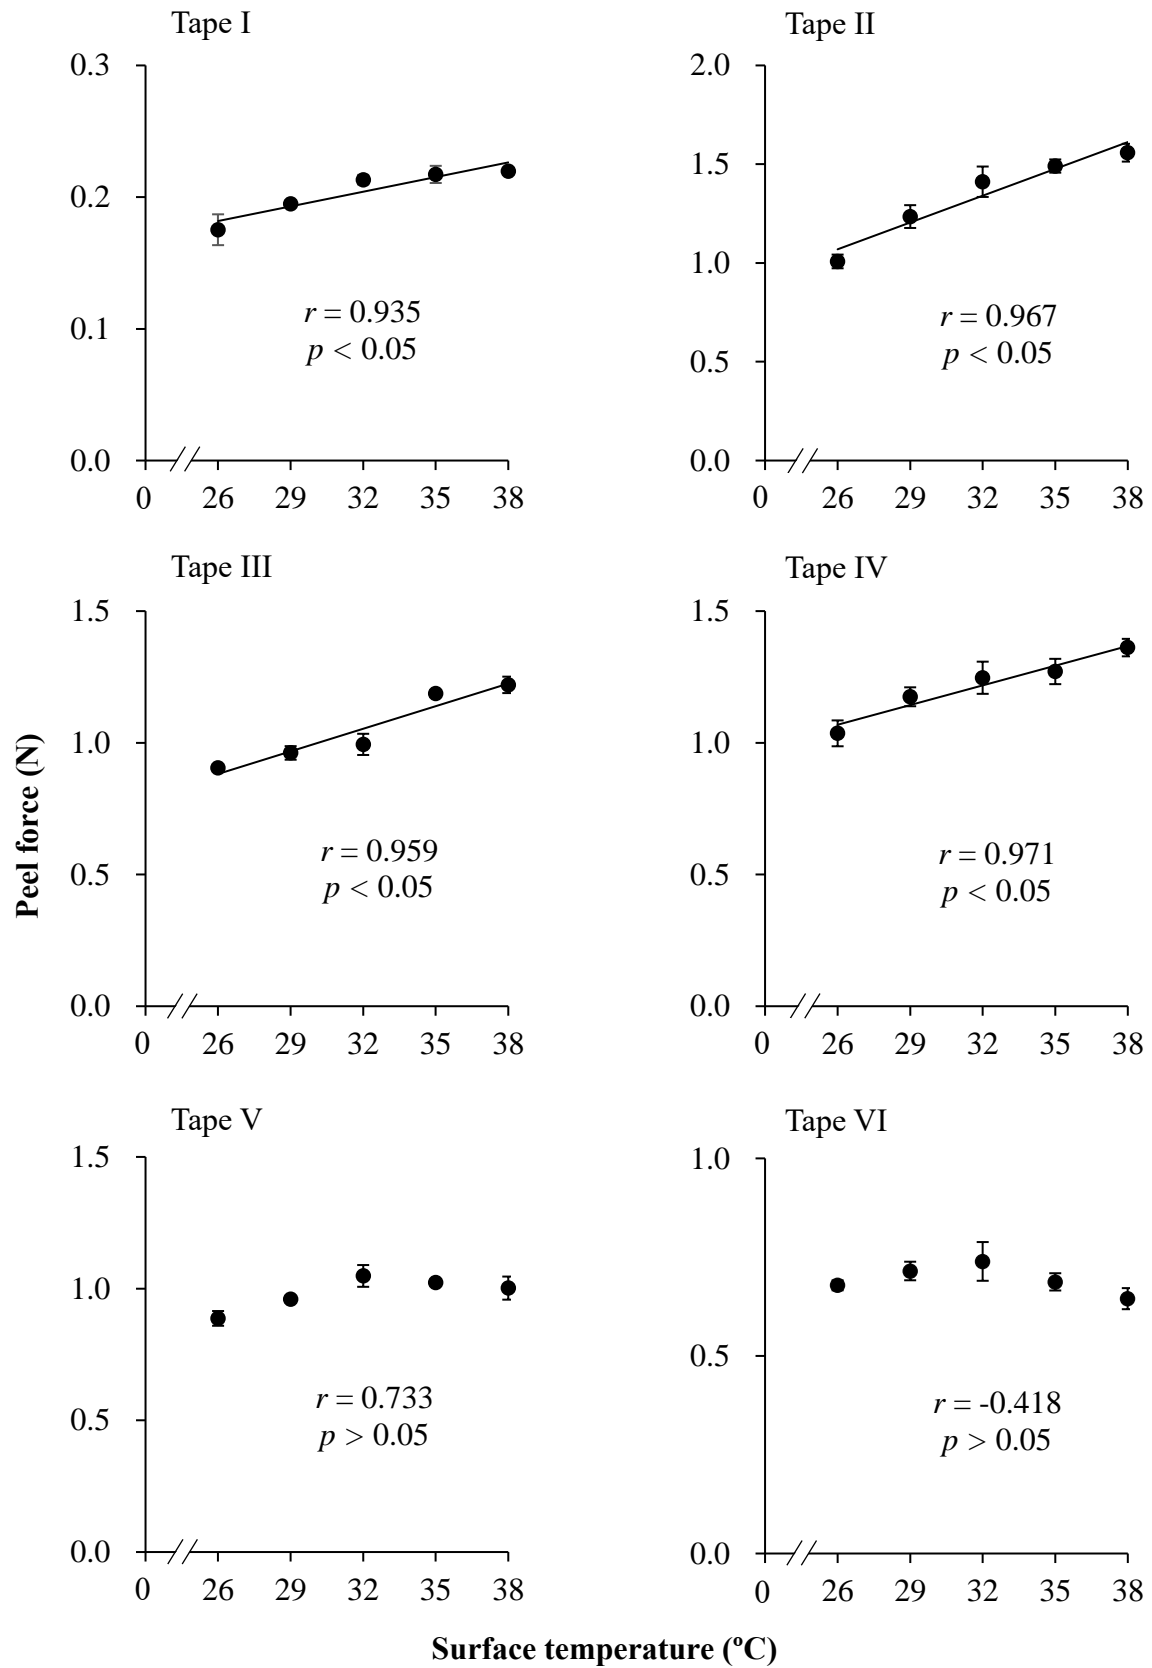 Tape I
0.3
0.2
0.1
0.0
r = 0.935
p < 0.05
0 26 29 32 35 38
Tape II
2.0
1.5
1.0
0.5
0.0
r = 0.967
p < 0.05
0 26 29 32 35 38
Tape III
1.5
1.0
0.5
0.0
r = 0.959
p < 0.05
0 26 29 32 35 38
Tape IV
1.5
1.0
0.5
0.0
r = 0.971
p < 0.05
0 26 29 32 35 38
Peel force (N)
Tape V
1.5
1.0
0.5
0.0
r = 0.733
p > 0.05
0 26 29 32 35 38
Tape VI
1.0
0.5
0.0
r = -0.418
p > 0.05
0 26 29 32 35 38
Surface temperature (ºC)